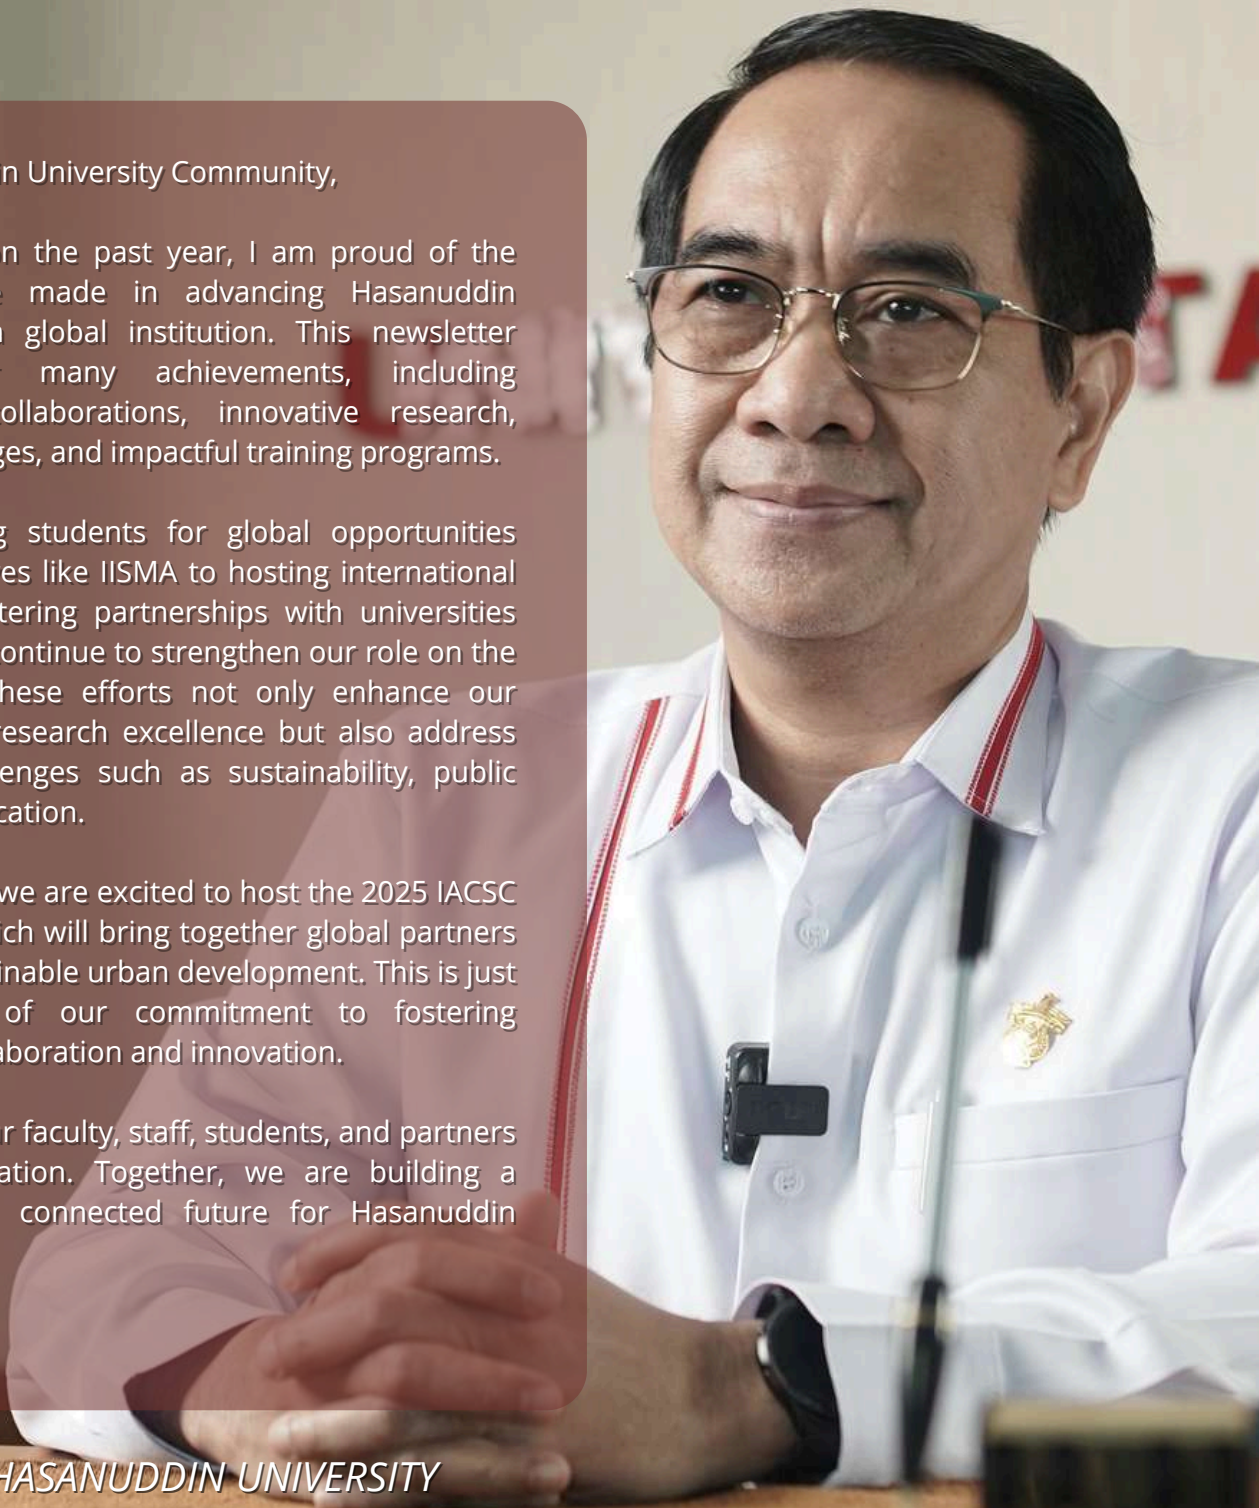 n University Community,
n the past year, I am proud of the
made in advancing Hasanuddin
global institution. This newsletter
many achievements, including
ollaborations, innovative research,
ges, and impactful training programs.
g students for global opportunities
es like IISMA to hosting international
tering partnerships with universities
ontinue to strengthen our role on the
hese efforts not only enhance our
research excellence but also address
enges such as sustainability, public
cation.
we are excited to host the 2025 IACSC
ich will bring together global partners
inable urban development. This is just
of our commitment to fostering
aboration and innovation.
r faculty, staff, students, and partners
ation. Together, we are building a
connected future for Hasanuddin
HASANUDDIN UNIVERSITY
TA